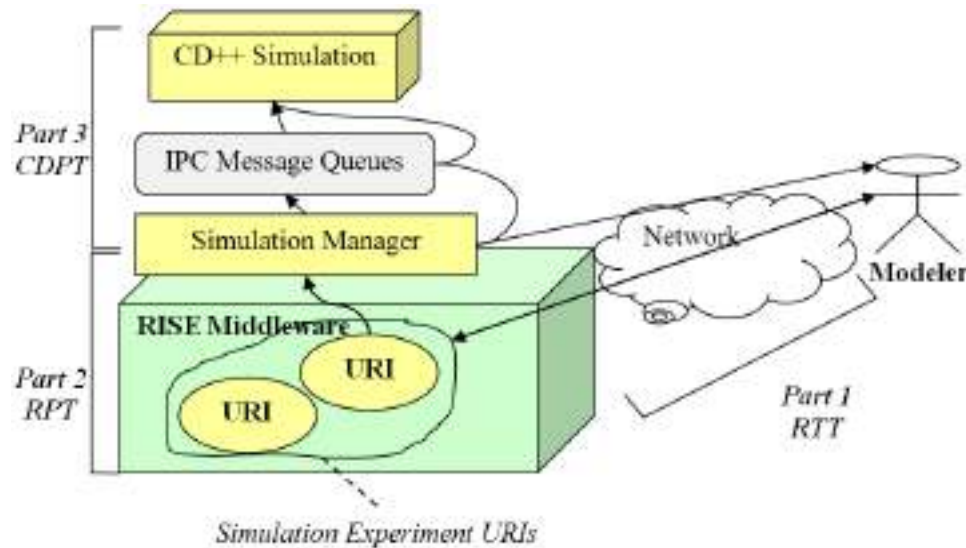 CD++ Simulation
Part 3
CDPT
IPC Message Queues
Simulation Manager
Network
Modeler
RISE Middleware
URI
URI
Part 2
RPT
Part 1
RTT
Simulation Experiment URIs